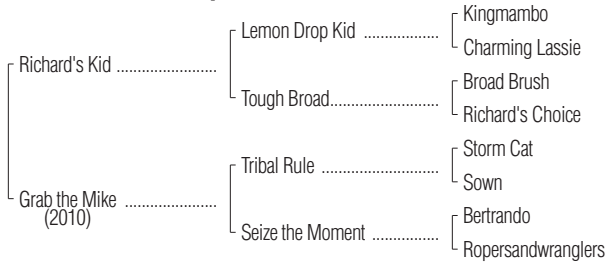 Kingmambo
Lemon Drop Kid ..................
Charming Lassie
Richard's Kid ........................
Broad Brush
Tough Broad..........................
Richard's Choice
Storm Cat
Tribal Rule .........................
Sown
Grab the Mike ......................
(2010)
Bertrando
Seize the Moment ................
Ropersandwranglers